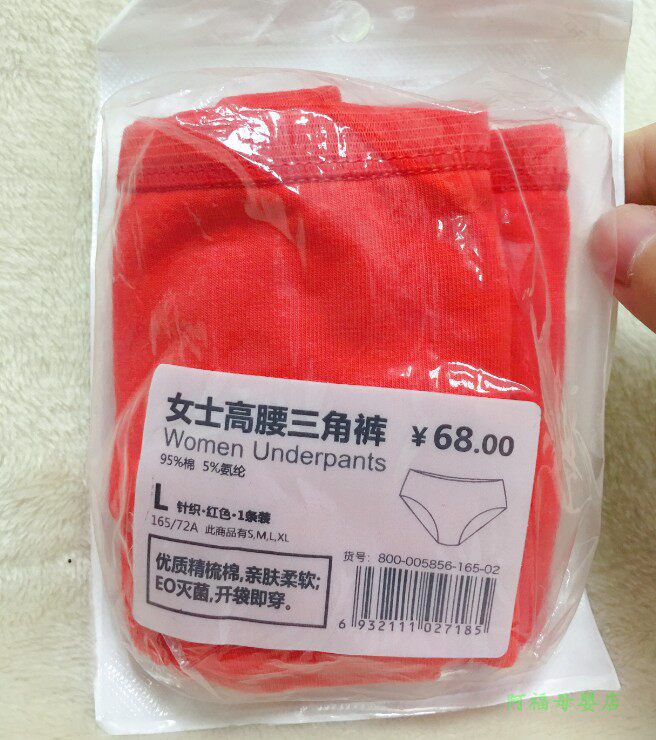 女士高腰三角裤 ¥68.00
Women Underpants
95%棉 5%氨纶
L 针织·红色·1条装
165/72A 此商品有S,M,L,XL
优质精梳棉,亲肤柔软;
EO灭菌,开袋即穿。
货号: 800-005856-165-02
6 932111 027185
阿福母婴店